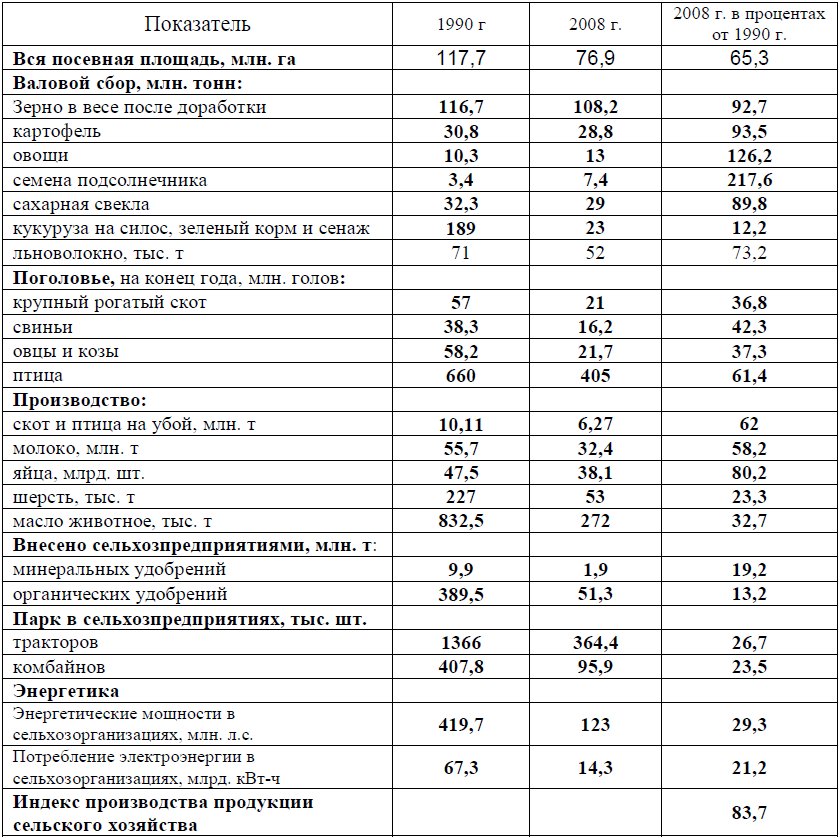 Показатель 1990 г 2008 г. 2008 г. в процентах
от 1990 г.
Вся посевная площадь, млн. га 117,7 76,9 65,3
Валовой сбор, млн. тонн:
Зерно в весе после доработки 116,7 108,2 92,7
картофель 30,8 28,8 93,5
овощи 10,3 13 126,2
семена подсолнечника 3,4 7,4 217,6
сахарная свекла 32,3 29 89,8
кукуруза на силос, зеленый корм и сенаж 189 23 12,2
льноволокно, тыс. т 71 52 73,2
Поголовье, на конец года, млн. голов:
крупный рогатый скот 57 21 36,8
свиньи 38,3 16,2 42,3
овцы и козы 58,2 21,7 37,3
птица 660 405 61,4
Производство:
скот и птица на убой, млн. т 10,11 6,27 62
молоко, млн. т 55,7 32,4 58,2
яйца, млрд. шт. 47,5 38,1 80,2
шерсть, тыс. т 227 53 23,3
масло животное, тыс. т 832,5 272 32,7
Внесено сельхозпредприятиями, млн. т:
минеральных удобрений 9,9 1,9 19,2
органических удобрений 389,5 51,3 13,2
Парк в сельхозпредприятиях, тыс. шт.
тракторов 1366 364,4 26,7
комбайнов 407,8 95,9 23,5
Энергетика
Энергетические мощности в
сельхозорганизациях, млн. л.с. 419,7 123 29,3
Потребление электроэнергии в
сельхозорганизациях, млрд. кВт-ч 67,3 14,3 21,2
Индекс производства продукции
сельского хозяйства 83,7